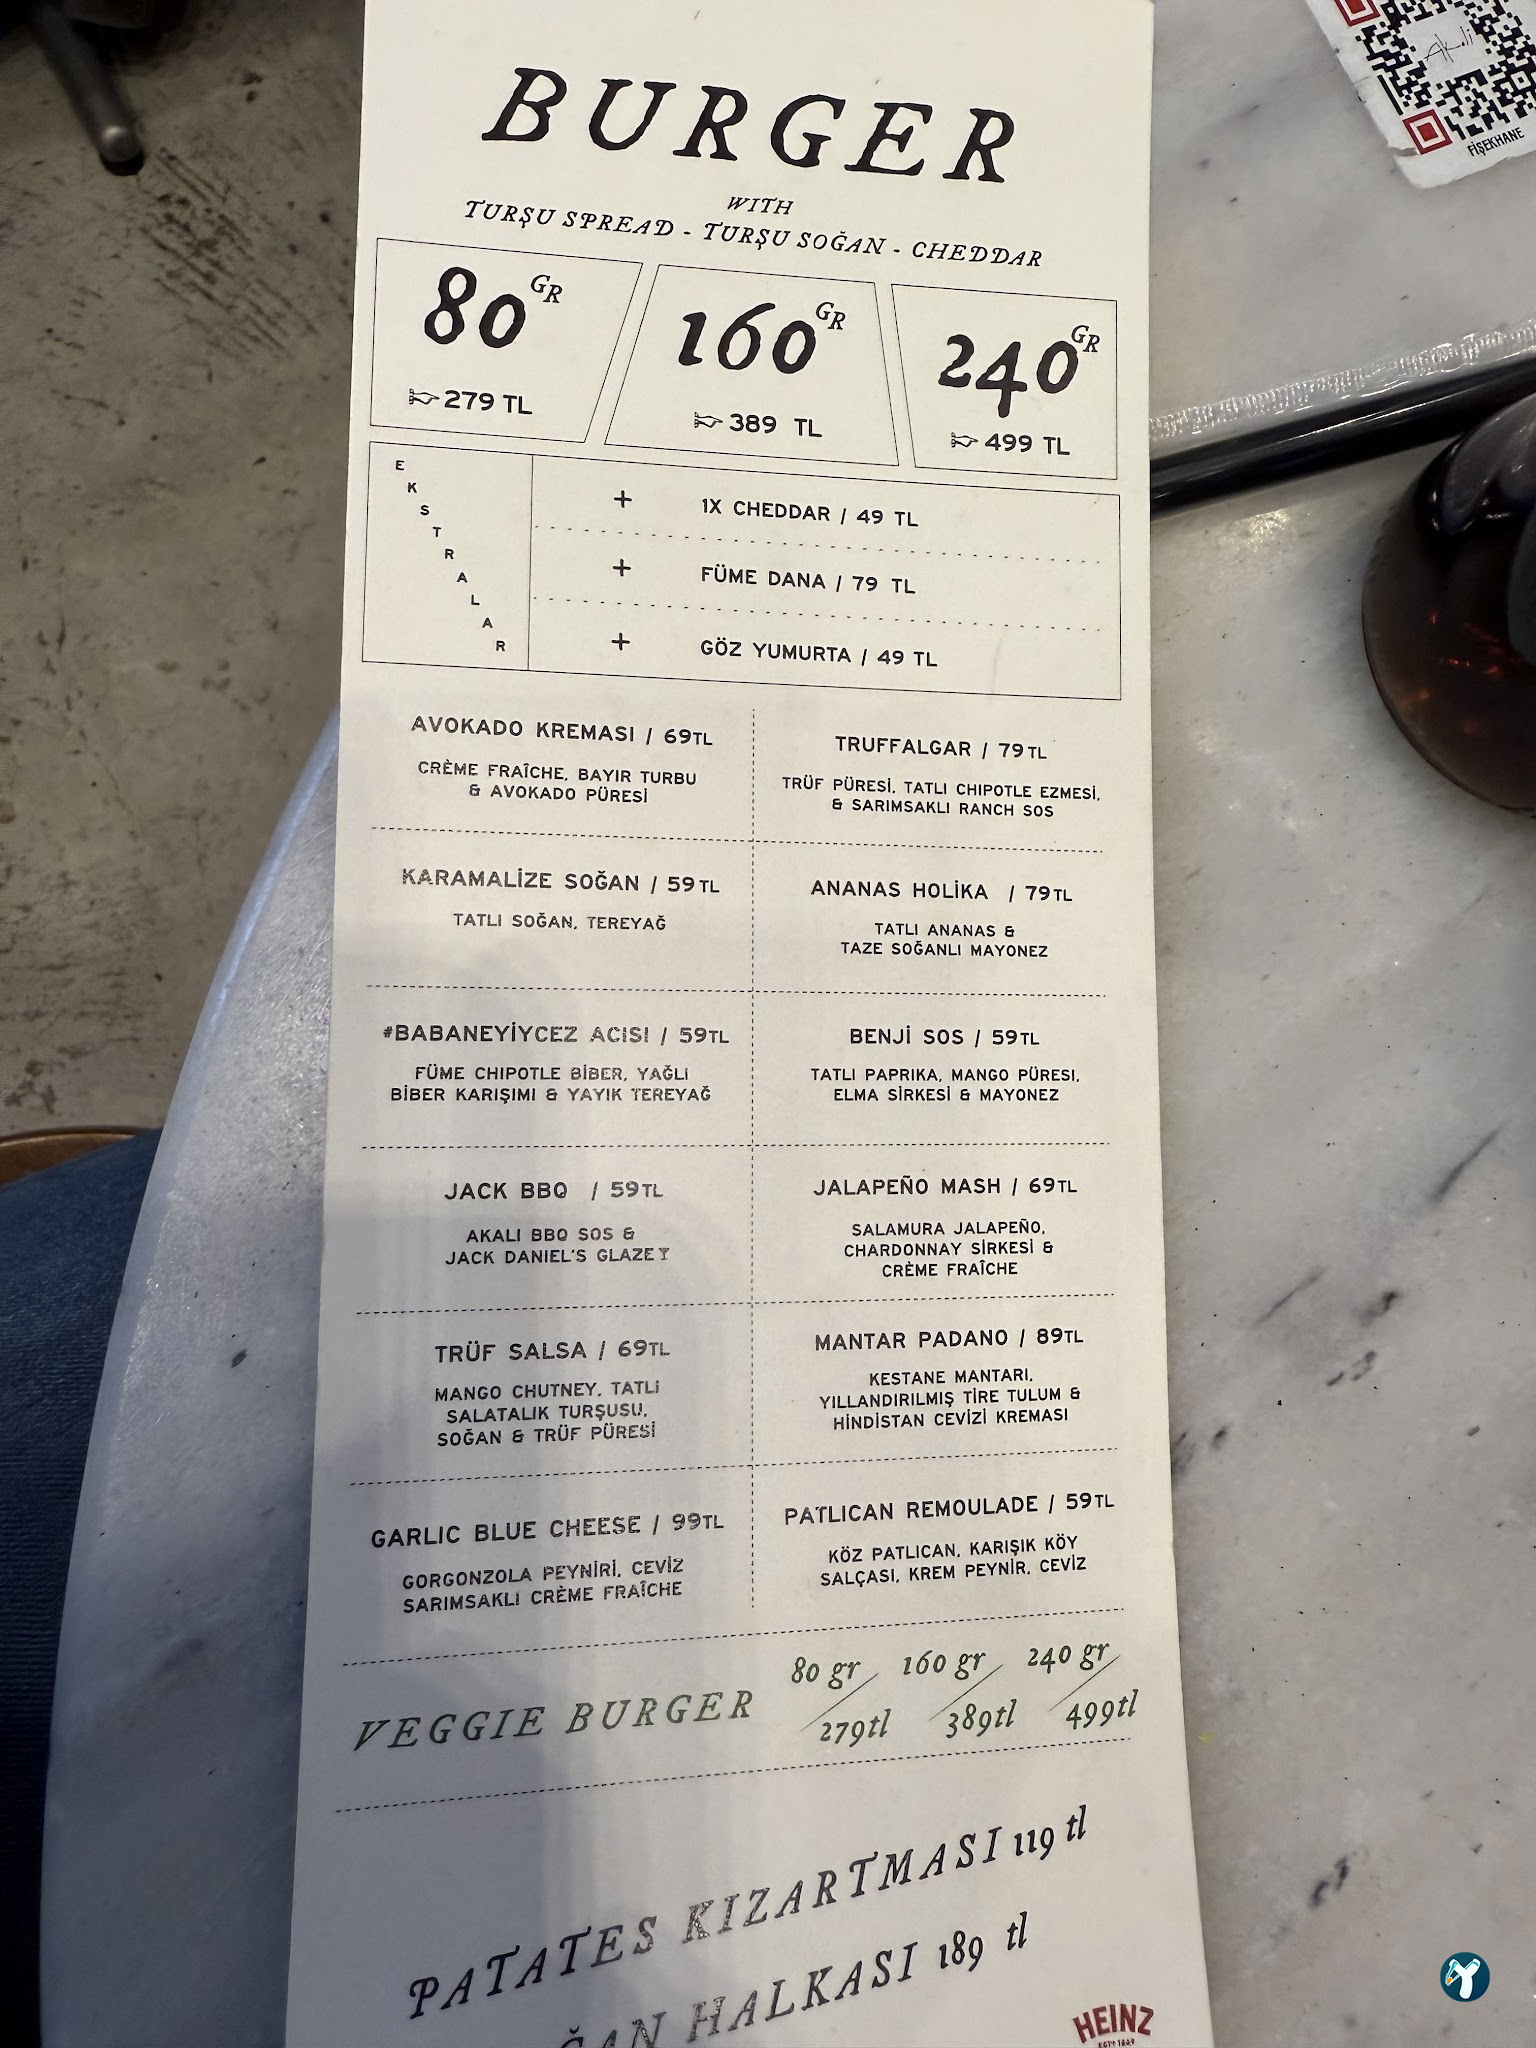 BURGER
WITH
TURŞU SPREAD - TURŞU SOĞAN - CHEDDAR
80 GR
279 TL
160 GR
389 TL
240 GR
499 TL
EKSTRALAR
+ 1X CHEDDAR / 49 TL
+ FÜME DANA / 79 TL
+ GÖZ YUMURTA / 49 TL
AVOKADO KREMASI / 69TL
CRÈME FRAÎCHE, BAYIR TURBU
& AVOKADO PÜRESİ
TRUFFALGAR / 79TL
TRÜF PÜRESİ, TATLI CHIPOTLE EZMESİ,
& SARIMSAKLI RANCH SOS
KARAMALİZE SOĞAN / 59TL
TATLI SOĞAN, TEREYAĞ
ANANAS HOLİKA / 79TL
TATLI ANANAS &
TAZE SOĞANLI MAYONEZ
#BABANEYİYCEZ ACISI / 59TL
FÜME CHIPOTLE BİBER, YAĞLI
BİBER KARIŞIMI & YAYIK TEREYAĞ
BENJİ SOS / 59TL
TATLI PAPRIKA, MANGO PÜRESI,
ELMA SİRKESİ & MAYONEZ
JACK BBQ / 59TL
AKALI BBQ SOS &
JACK DANIEL'S GLAZE
JALAPEÑO MASH / 69TL
SALAMURA JALAPEÑO,
CHARDONNAY SİRKESİ &
CRÈME FRAÎCHE
TRÜF SALSA / 69TL
MANGO CHUTNEY, TATLI
SALATALIK TURŞUSU,
SOĞAN & TRÜF PÜRESİ
MANTAR PADANO / 89TL
KESTANE MANTARI,
YILLANDIRILMIŞ TİRE TULUM &
HİNDİSTAN CEVİZİ KREMASI
GARLIC BLUE CHEESE / 99TL
GORGONZOLA PEYNİRİ, CEVİZ
SARIMSAKLI CRÈME FRAÎCHE
PATLICAN REMOULADE / 59TL
KÖZ PATLICAN, KARIŞIK KÖY
SALÇASI, KREM PEYNİR, CEVİZ
VEGGIE BURGER
80 gr / 279tl
160 gr / 389tl
240 gr / 499tl
PATATES KIZARTMASI 119 tl
HALKASI 189 tl
HEINZ
ESTD 1869
FİŞEKHANE